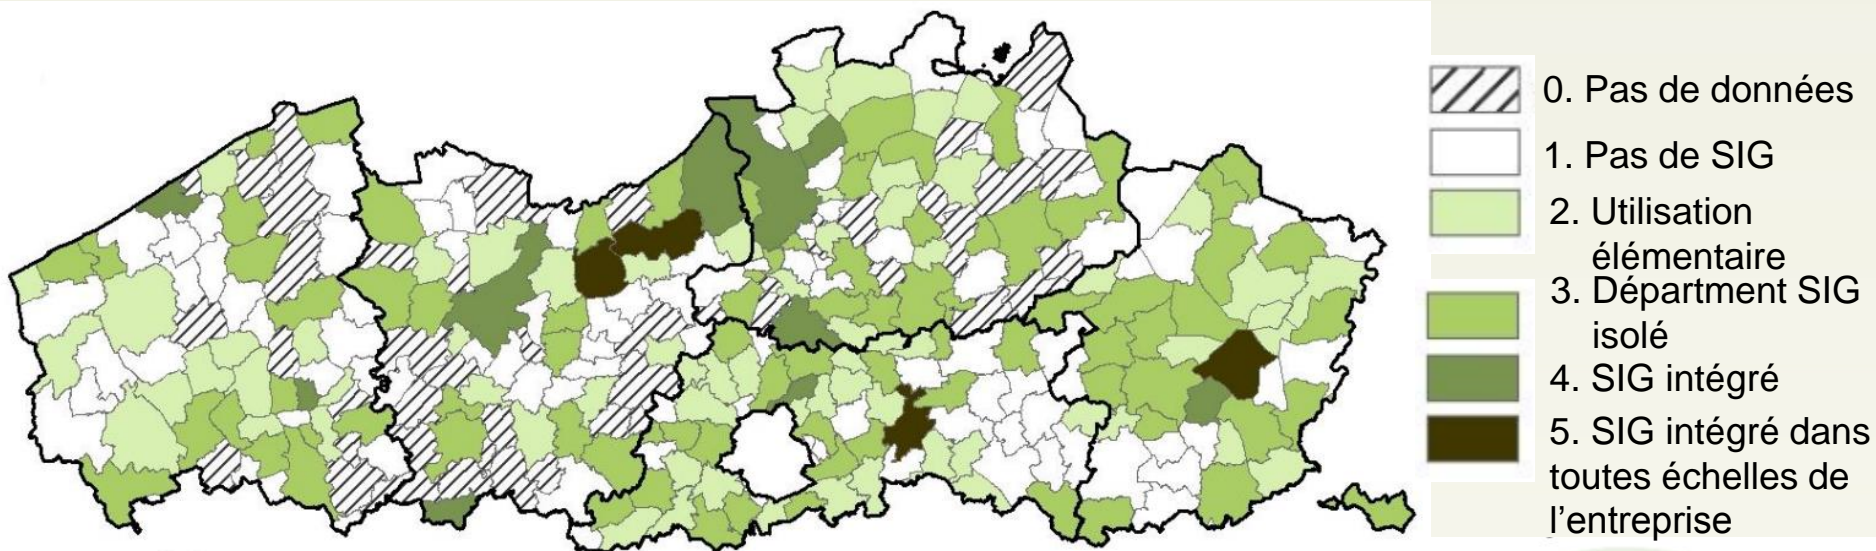 0. Pas de données
1. Pas de SIG
2. Utilisation
élémentaire
3. Départment SIG
isolé
4. SIG intégré
5. SIG intégré dans
toutes échelles de
l'entreprise